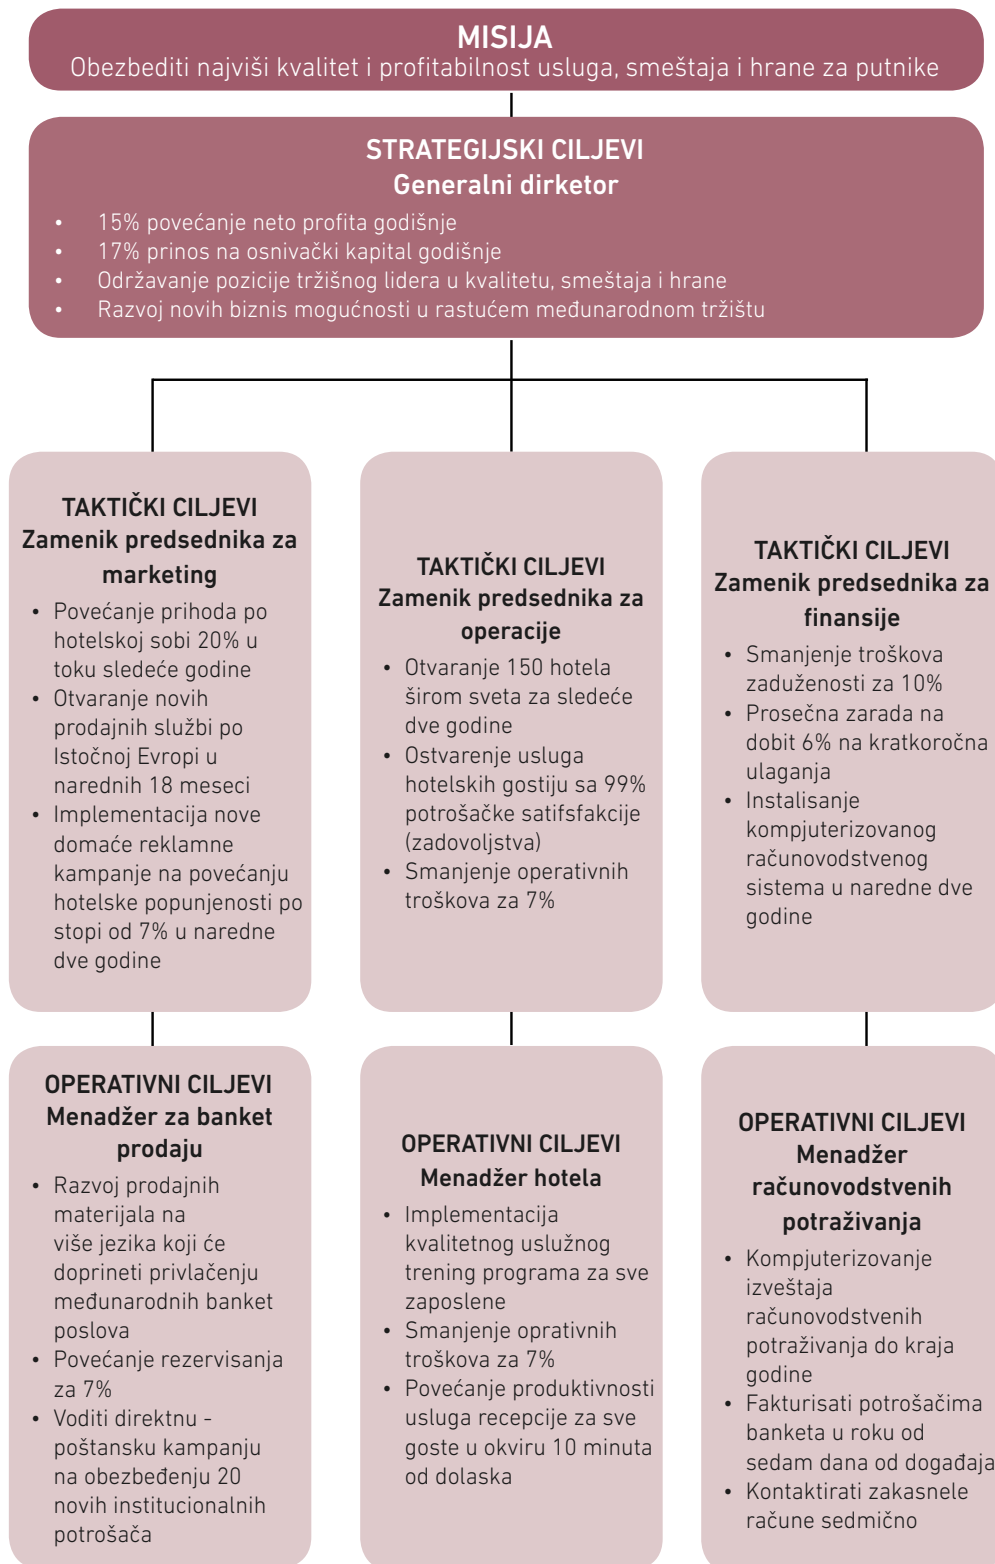 MISIJA
Obezbediti najviši kvalitet i profitabilnost usluga, smeštaja i hrane za putnike
STRATEGIJSKI CILJEVI
Generalni dirketor
• 15% povećanje neto profita godišnje
• 17% prinos na osnivački kapital godišnje
• Održavanje pozicije tržišnog lidera u kvalitetu, smeštaja i hrane
• Razvoj novih biznis mogućnosti u rastućem međunarodnom tržištu
TAKTIČKI CILJEVI
Zamenik predsednika za
marketing
• Povećanje prihoda po
hotelskoj sobi 20% u
toku sledeće godine
• Otvaranje novih
prodajnih službi po
Istočnoj Evropi u
narednih 18 meseci
• Implementacija nove
domaće reklamne
kampanje na povećanju
hotelske popunjenosti po
stopi od 7% u naredne
dve godine
TAKTIČKI CILJEVI
Zamenik predsednika za
operacije
• Otvaranje 150 hotela
širom sveta za sledeće
dve godine
• Ostvarenje usluga
hotelskih gostiju sa 99%
potrošačke satifsfakcije
(zadovoljstva)
• Smanjenje operativnih
troškova za 7%
TAKTIČKI CILJEVI
Zamenik predsednika za
finansije
• Smanjenje troškova
zaduženosti za 10%
• Prosečna zarada na
dobit 6% na kratkoročna
ulaganja
• Instalisanje
kompjuterizovanog
računovodstvenog
sistema u naredne dve
godine
OPERATIVNI CILJEVI
Menadžer za banket
prodaju
• Razvoj prodajnih
materijala na
više jezika koji će
doprineti privlačenju
međunarodnih banket
poslova
• Povećanje rezervisanja
za 7%
• Voditi direktnu -
poštansku kampanju
na obezbeđenju 20
novih institucionalnih
potrošača
OPERATIVNI CILJEVI
Menadžer hotela
• Implementacija
kvalitetnog uslužnog
trening programa za sve
zaposlene
• Smanjenje oprativnih
troškova za 7%
• Povećanje produktivnosti
usluga recepcije za sve
goste u okviru 10 minuta
od dolaska
OPERATIVNI CILJEVI
Menadžer
računovodstvenih
potraživanja
• Kompjuterizovanje
izveštaja
računovodstvenih
potraživanja do kraja
godine
• Fakturisati potrošačima
banketa u roku od
sedam dana od događaja
• Kontaktirati zakasnele
račune sedmično